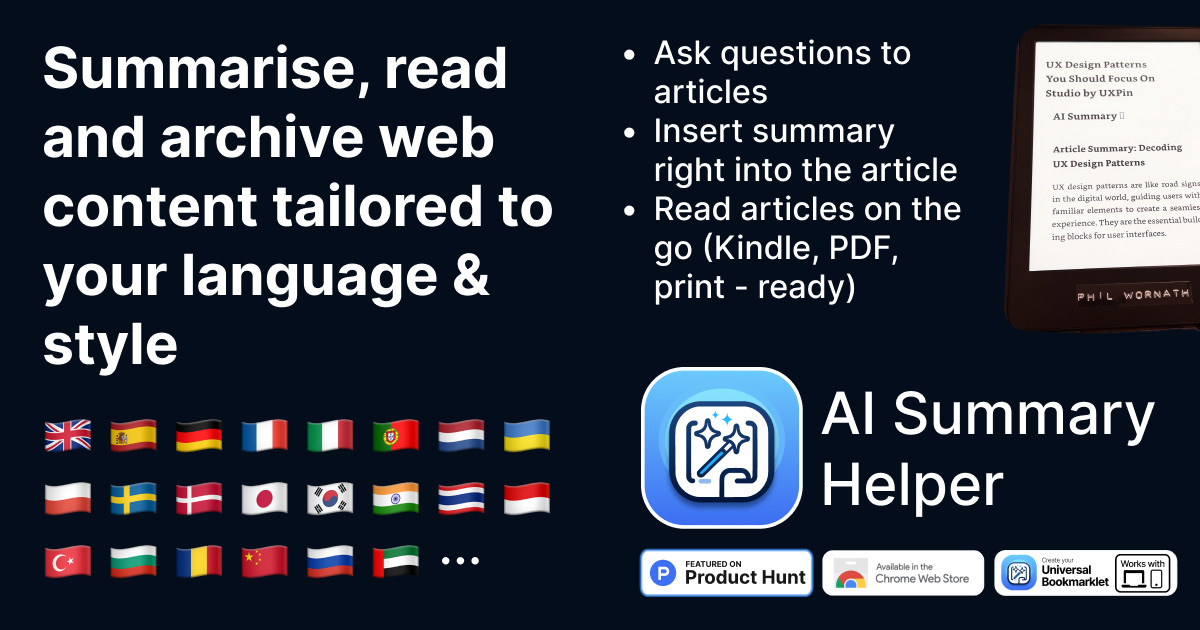 Summarise, read
and archive web
content tailored to
your language &
style
• Ask questions to
articles
• Insert summary
right into the article
• Read articles on the
go (Kindle, PDF,
print - ready)
UX Design Patterns
You Should Focus On
Studio by UXPin
AI Summary
Article Summary: Decoding
UX Design Patterns
UX design patterns are like road signs
in the digital world, guiding users with
familiar elements to create a seamles
experience. They are the essential build
ing blocks for user interfaces.
PHIL WORNATH
AI Summary
Helper
P
FEATURED ON
Product Hunt
Available in the
Chrome Web Store
Create your
Universal
Bookmarklet
Works with